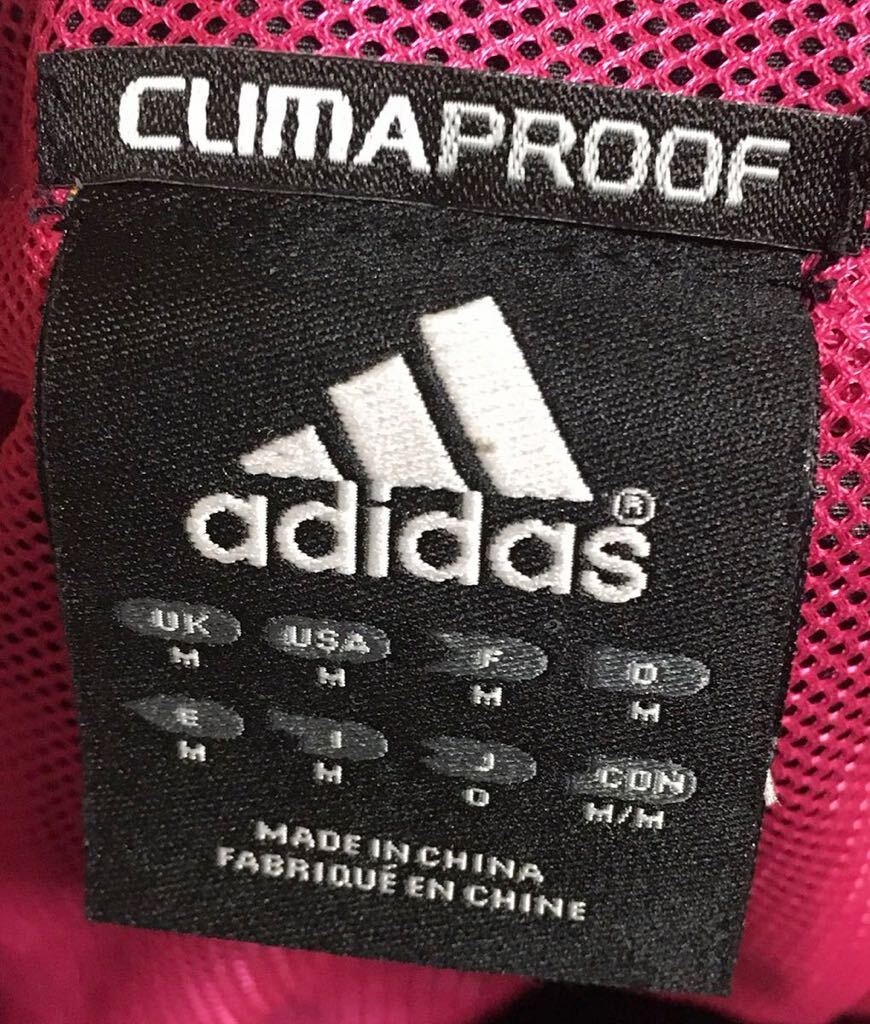 CLIMAPROOF
adidas®
UK USA F D
M M M M
E I J CON
M M O M/M
MADE IN CHINA
FABRIQUÉ EN CHINE